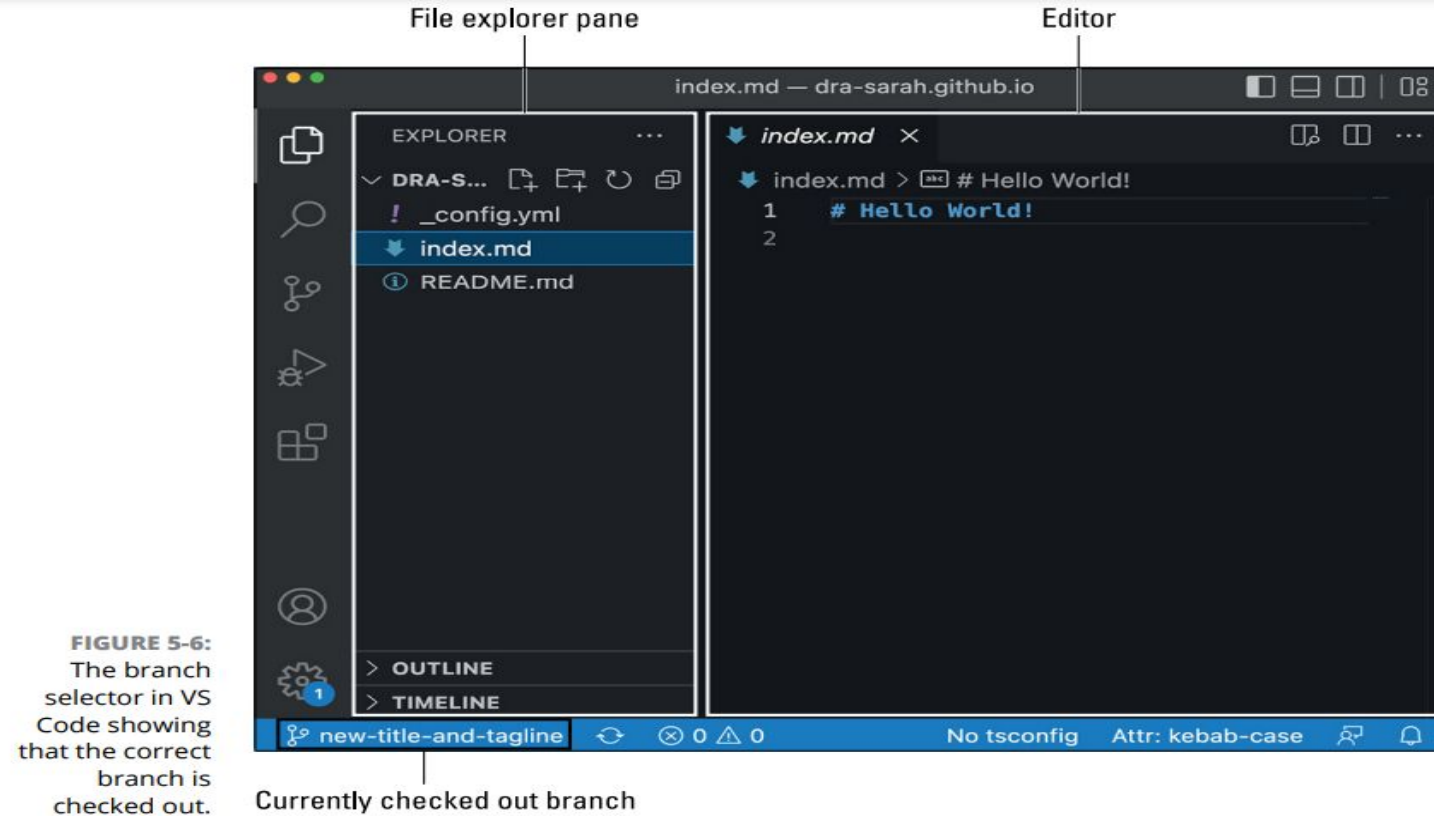 File explorer pane
Editor
index.md — dra-sarah.github.io
EXPLORER
DRA-S...
! _config.yml
index.md
README.md
OUTLINE
TIMELINE
index.md
index.md > abc # Hello World!
1 # Hello World!
2
1
new-title-and-tagline
0
0
No tsconfig
Attr: kebab-case
Currently checked out branch
FIGURE 5-6:
The branch
selector in VS
Code showing
that the correct
branch is
checked out.